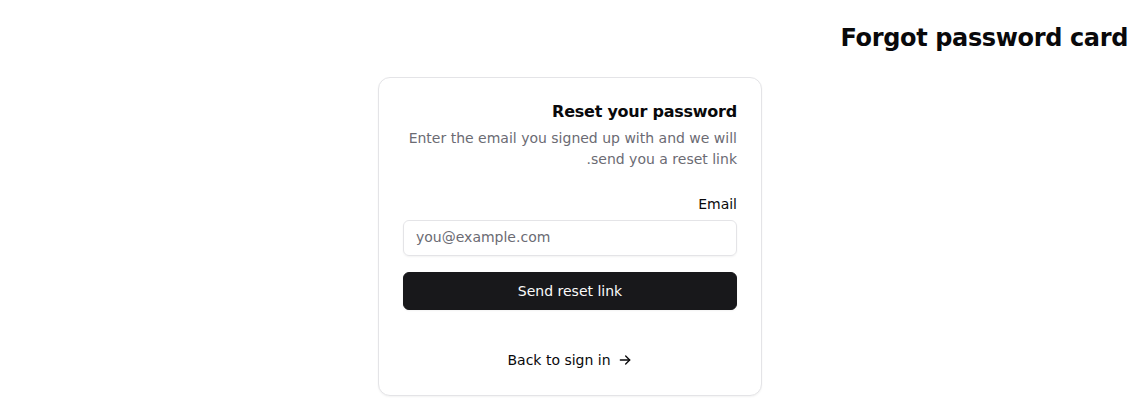 Forgot password card
Reset your password
Enter the email you signed up with and we will
.send you a reset link
Email
you@example.com
Send reset link
Back to sign in →